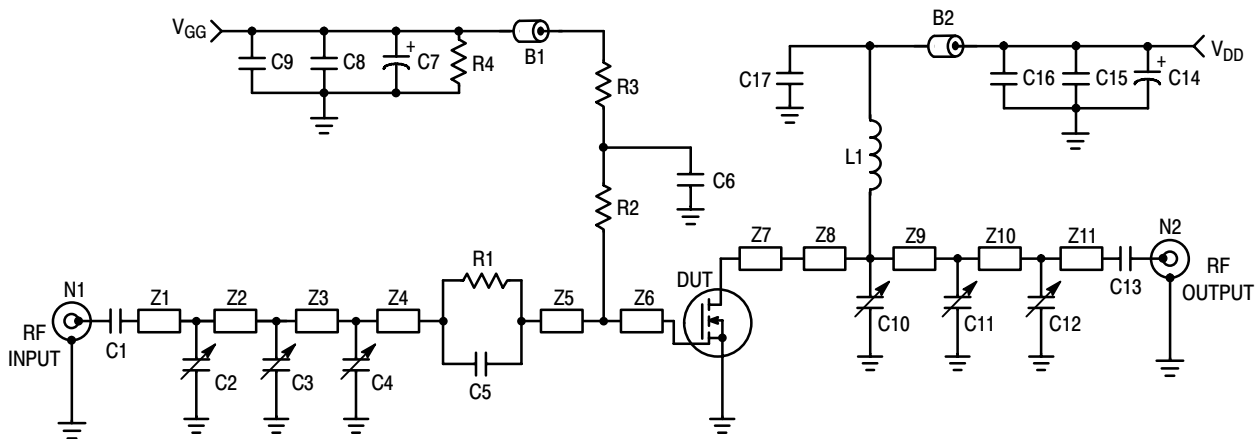 V_GG
C9
C8
+
C7
R4
B1
R3
C6
R2
B2
V_DD
C17
C16
C15
+
C14
L1
N1
RF
INPUT
C1
Z1
Z2
Z3
Z4
R1
C5
Z5
Z6
C2
C3
C4
DUT
Z7
Z8
Z9
Z10
Z11
C10
C11
C12
C13
N2
RF
OUTPUT